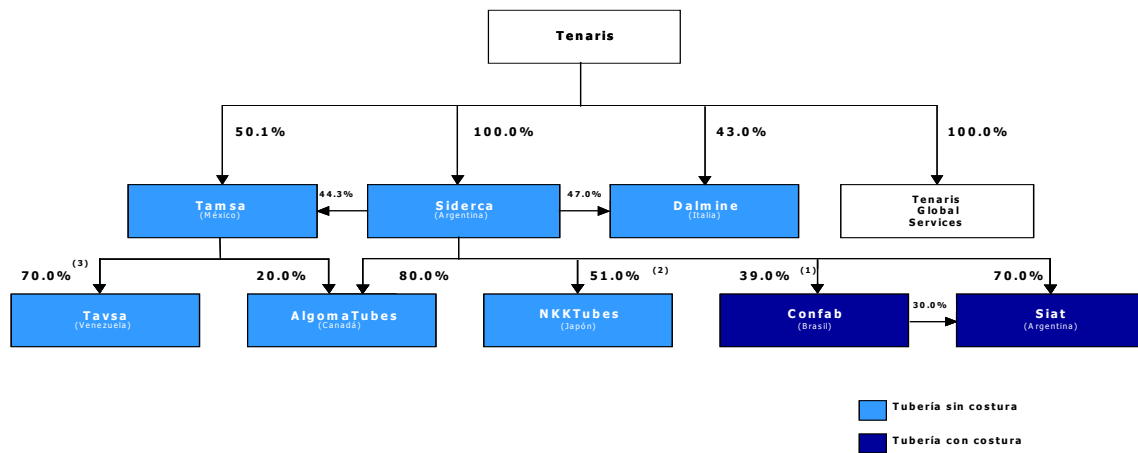 Tenaris
50.1%
100.0%
43.0%
100.0%
Tamsa
(México)
44.3%
Siderca
(Argentina)
47.0%
Dalmine
(Italia)
Tenaris
Global
Services
70.0% (3)
20.0%
80.0%
51.0% (2)
39.0% (1)
70.0%
Tavsa
(Venezuela)
AlgomaTubes
(Canadá)
NKKTubes
(Japón)
Confab
(Brasil)
30.0%
Siat
(Argentina)
Tubería sin costura
Tubería con costura